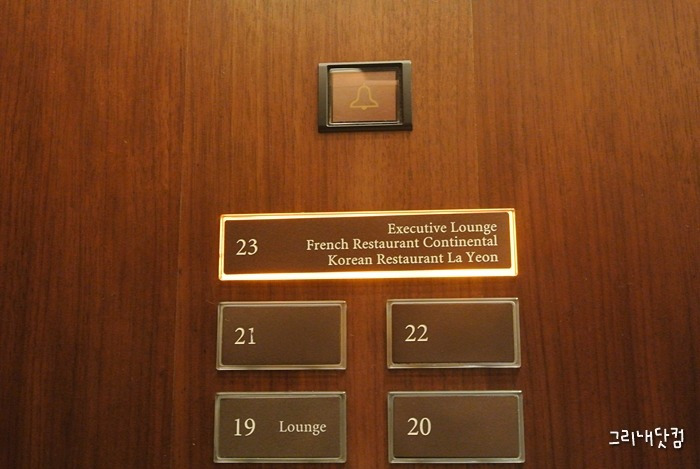 23
Executive Lounge
French Restaurant Continental
Korean Restaurant La Yeon
21
22
19 Lounge
20
그리내닷컴